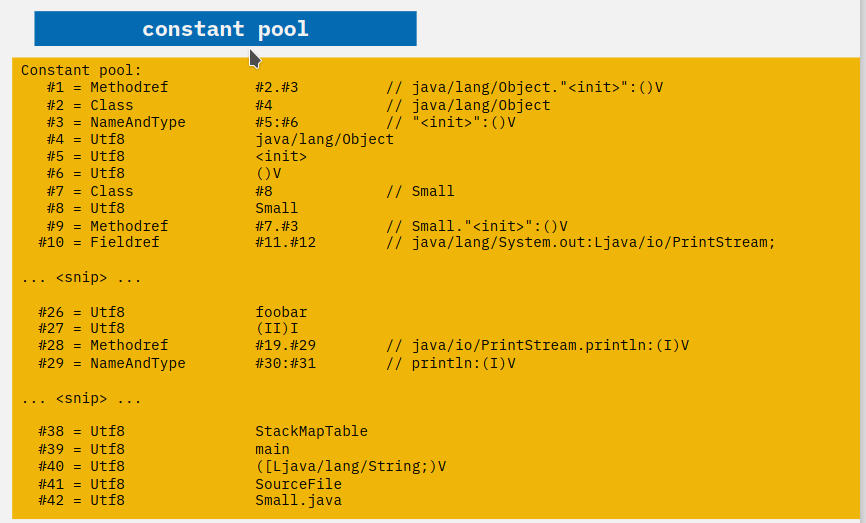 constant pool
Constant pool:
#1 = Methodref #2.#3 // java/lang/Object."<init>":()V
#2 = Class #4 // java/lang/Object
#3 = NameAndType #5:#6 // "<init>":()V
#4 = Utf8 java/lang/Object
#5 = Utf8 <init>
#6 = Utf8 ()V
#7 = Class #8 // Small
#8 = Utf8 Small
#9 = Methodref #7.#3 // Small."<init>":()V
#10 = Fieldref #11.#12 // java/lang/System.out:Ljava/io/PrintStream;
... <snip> ...
#26 = Utf8 foobar
#27 = Utf8 (II)I
#28 = Methodref #19.#29 // java/io/PrintStream.println:(I)V
#29 = NameAndType #30:#31 // println:(I)V
... <snip> ...
#38 = Utf8 StackMapTable
#39 = Utf8 main
#40 = Utf8 ([Ljava/lang/String;)V
#41 = Utf8 SourceFile
#42 = Utf8 Small.java